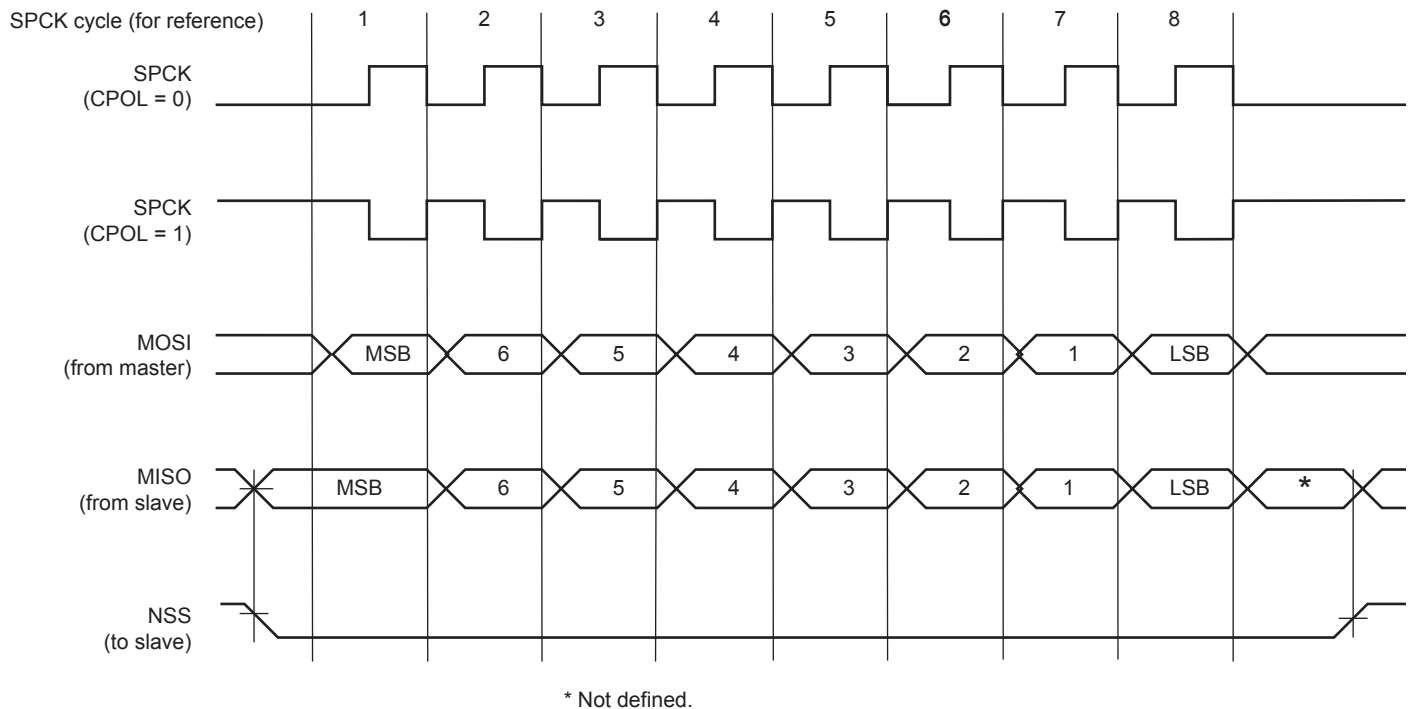 SPCK cycle (for reference) 1 2 3 4 5 6 7 8
SPCK
(CPOL = 0)
SPCK
(CPOL = 1)
MOSI
(from master)
MSB 6 5 4 3 2 1 LSB
MISO
(from slave)
MSB 6 5 4 3 2 1 LSB *
NSS
(to slave)
* Not defined.